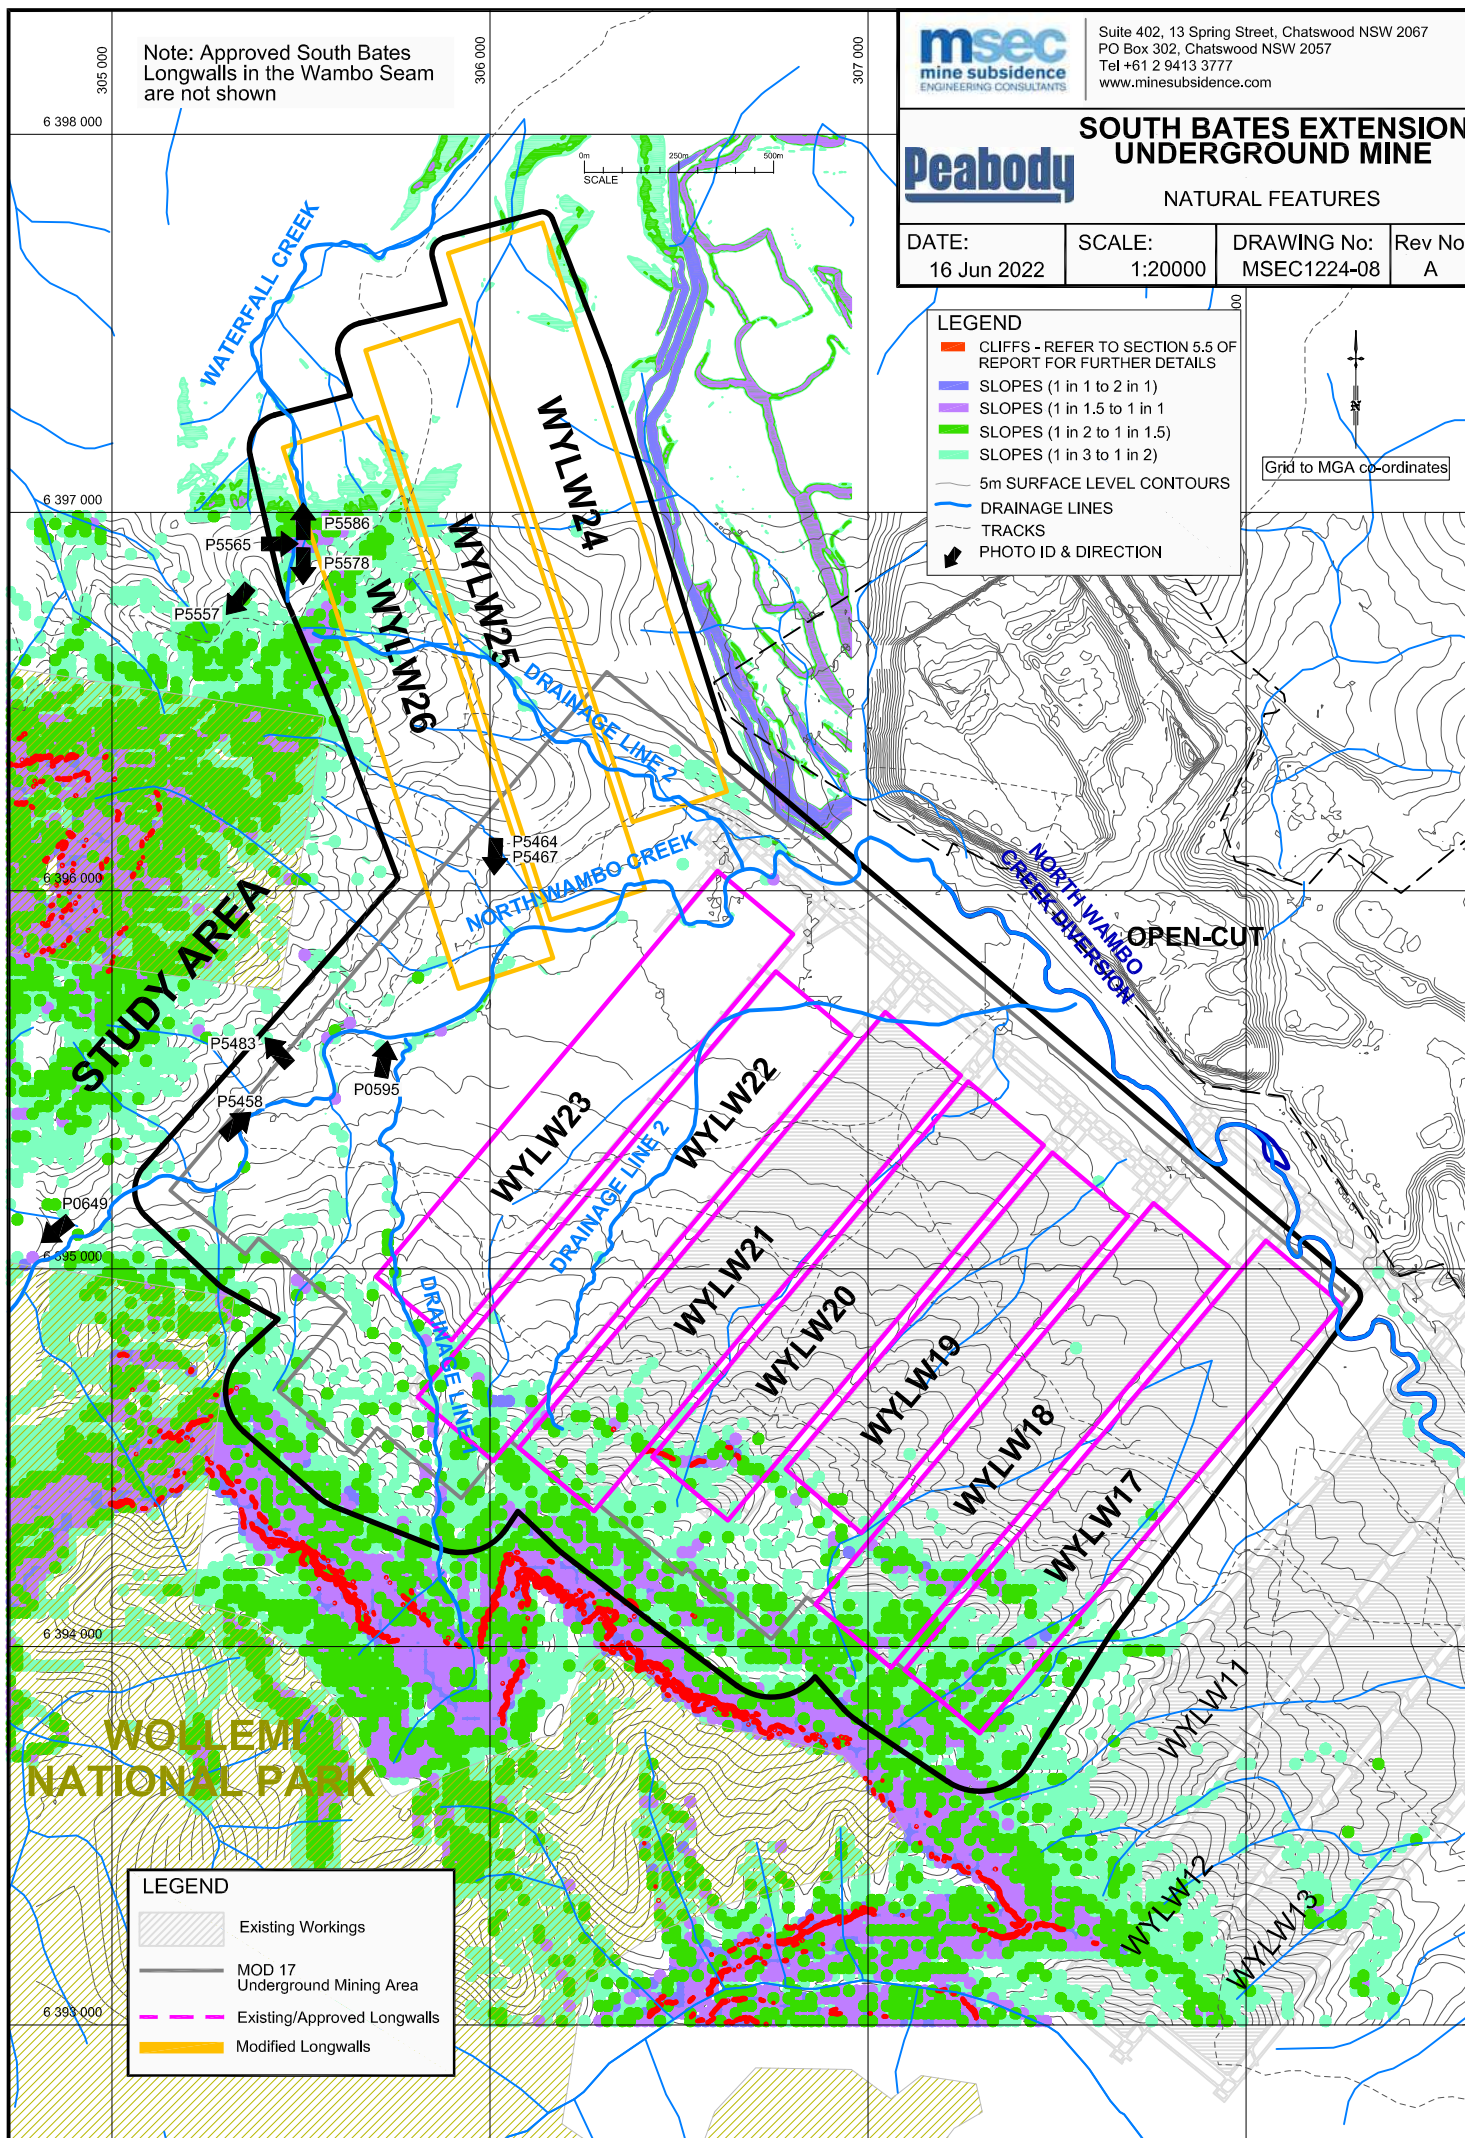 Note: Approved South Bates
Longwalls in the Wambo Seam
are not shown
305 000
306 000
307 000
msec
mine subsidence
ENGINEERING CONSULTANTS
Suite 402, 13 Spring Street, Chatswood NSW 2067
PO Box 302, Chatswood NSW 2057
Tel +61 2 9413 3777
www.minesubsidence.com
Peabody
SOUTH BATES EXTENSION
UNDERGROUND MINE
NATURAL FEATURES
DATE:
16 Jun 2022
SCALE:
1:20000
DRAWING No:
MSEC1224-08
Rev No
A
6 398 000
0m
250m
500m
SCALE
LEGEND
CLIFFS - REFER TO SECTION 5.5 OF
REPORT FOR FURTHER DETAILS
SLOPES (1 in 1 to 2 in 1)
SLOPES (1 in 1.5 to 1 in 1
SLOPES (1 in 2 to 1 in 1.5)
SLOPES (1 in 3 to 1 in 2)
5m SURFACE LEVEL CONTOURS
DRAINAGE LINES
TRACKS
PHOTO ID & DIRECTION
N
Grid to MGA co-ordinates
WATERFALL CREEK
6 397 000
WYLW24
WYLW25
WYLW26
P5586
P5565
P5578
P5557
DRAINAGE LINE 2
P5464
P5467
NORTH WAMBO CREEK
6 396 000
NORTH WAMBO
CREEK DIVERSION
OPEN-CUT
STUDY AREA
P5483
P0595
P5458
P0649
6 395 000
WYLW23
WYLW22
DRAINAGE LINE 2
WYLW21
WYLW20
WYLW19
WYLW18
WYLW17
DRAINAGE LINE 1
6 394 000
WOLLEMI
NATIONAL PARK
WYLW11
WYLW12
WYLW13
LEGEND
Existing Workings
MOD 17
Underground Mining Area
Existing/Approved Longwalls
Modified Longwalls
6 393 000